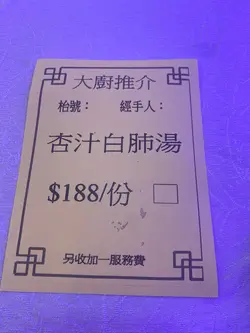 大廚推介
枱號： 經手人：
杏汁白肺湯
$188/份
另收加一服務費